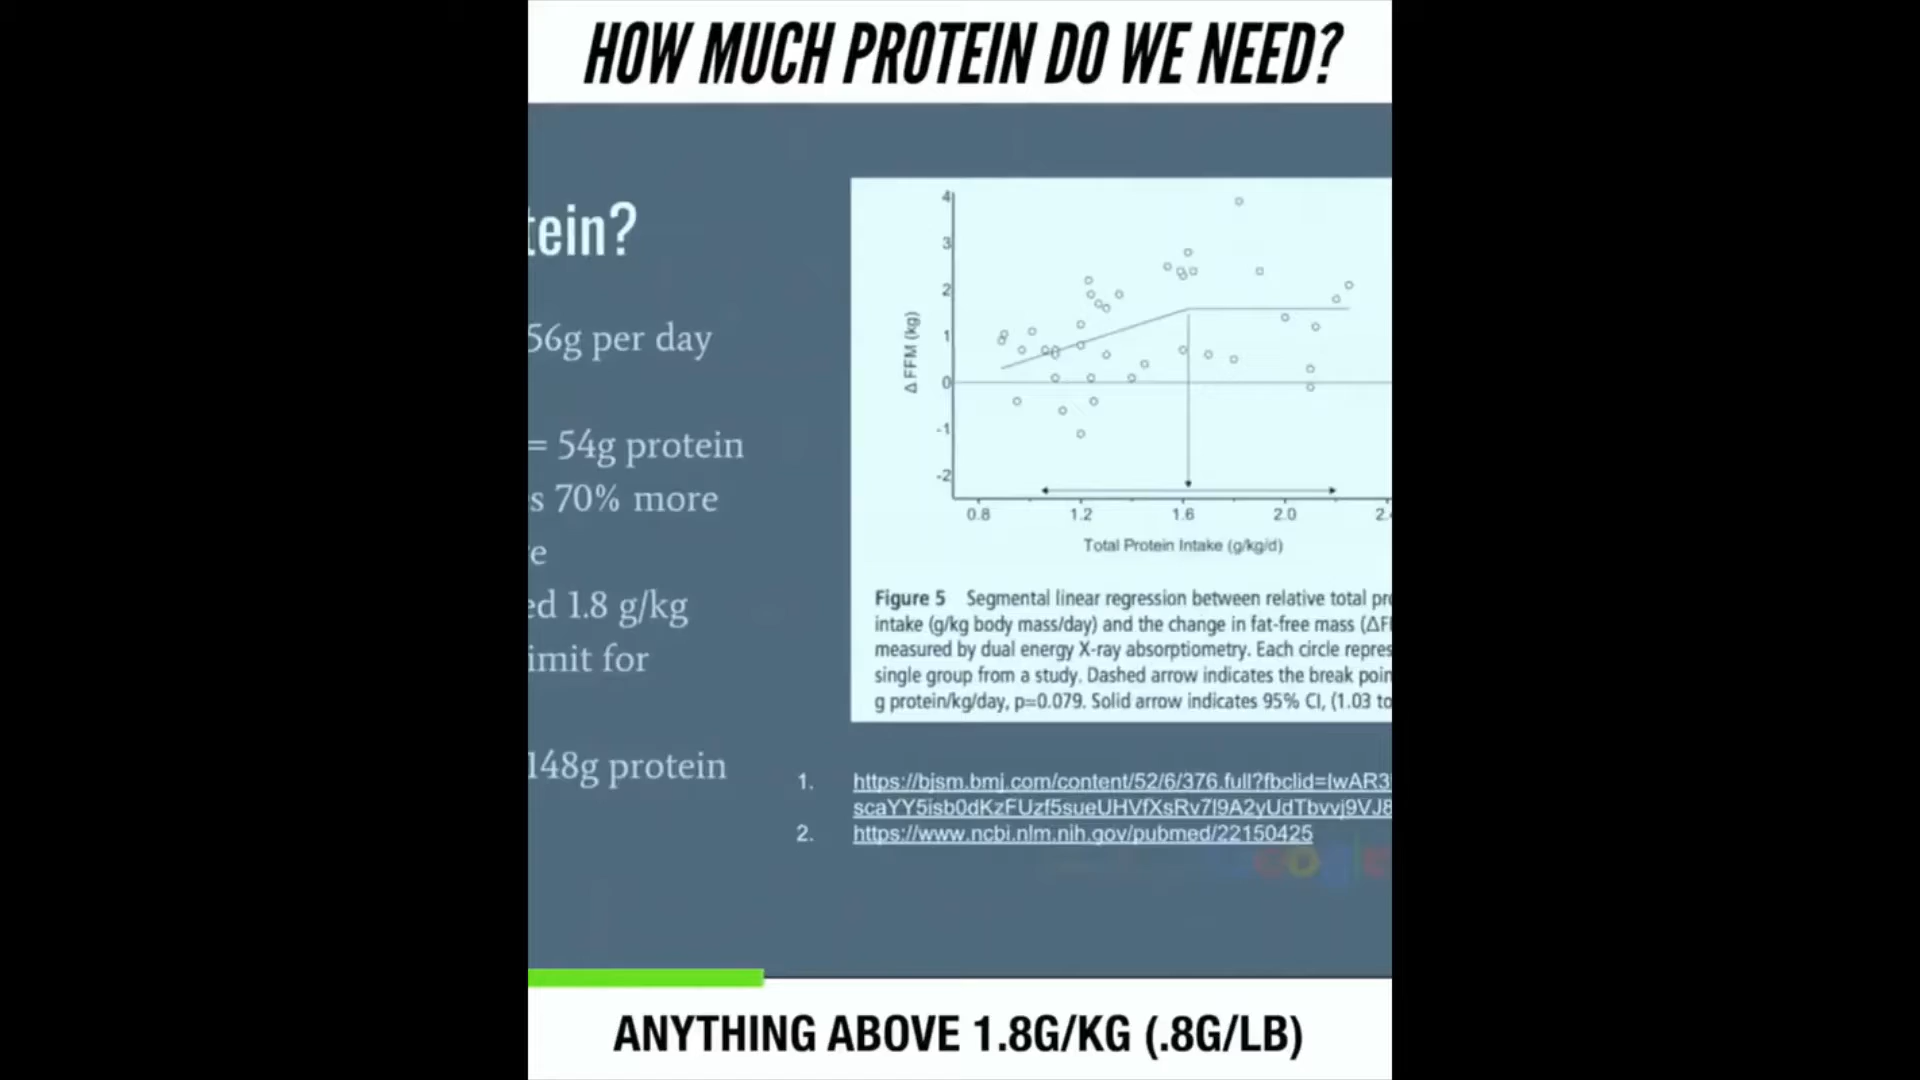 HOW MUCH PROTEIN DO WE NEED?
tein?
56g per day
= 54g protein
s 70% more
e
ed 1.8 g/kg
imit for
148g protein
4
3
2
1
0
-1
-2
Δ FFM (kg)
0.8 1.2 1.6 2.0 2.
Total Protein Intake (g/kg/d)
Figure 5 Segmental linear regression between relative total pr
intake (g/kg body mass/day) and the change in fat-free mass (ΔF
measured by dual energy X-ray absorptiometry. Each circle repres
single group from a study. Dashed arrow indicates the break poin
g protein/kg/day, p=0.079. Solid arrow indicates 95% CI, (1.03 to
1. https://bjsm.bmj.com/content/52/6/376.full?fbclid=IwAR3
2. https://www.ncbi.nlm.nih.gov/pubmed/22150425
ANYTHING ABOVE 1.8G/KG (.8G/LB)